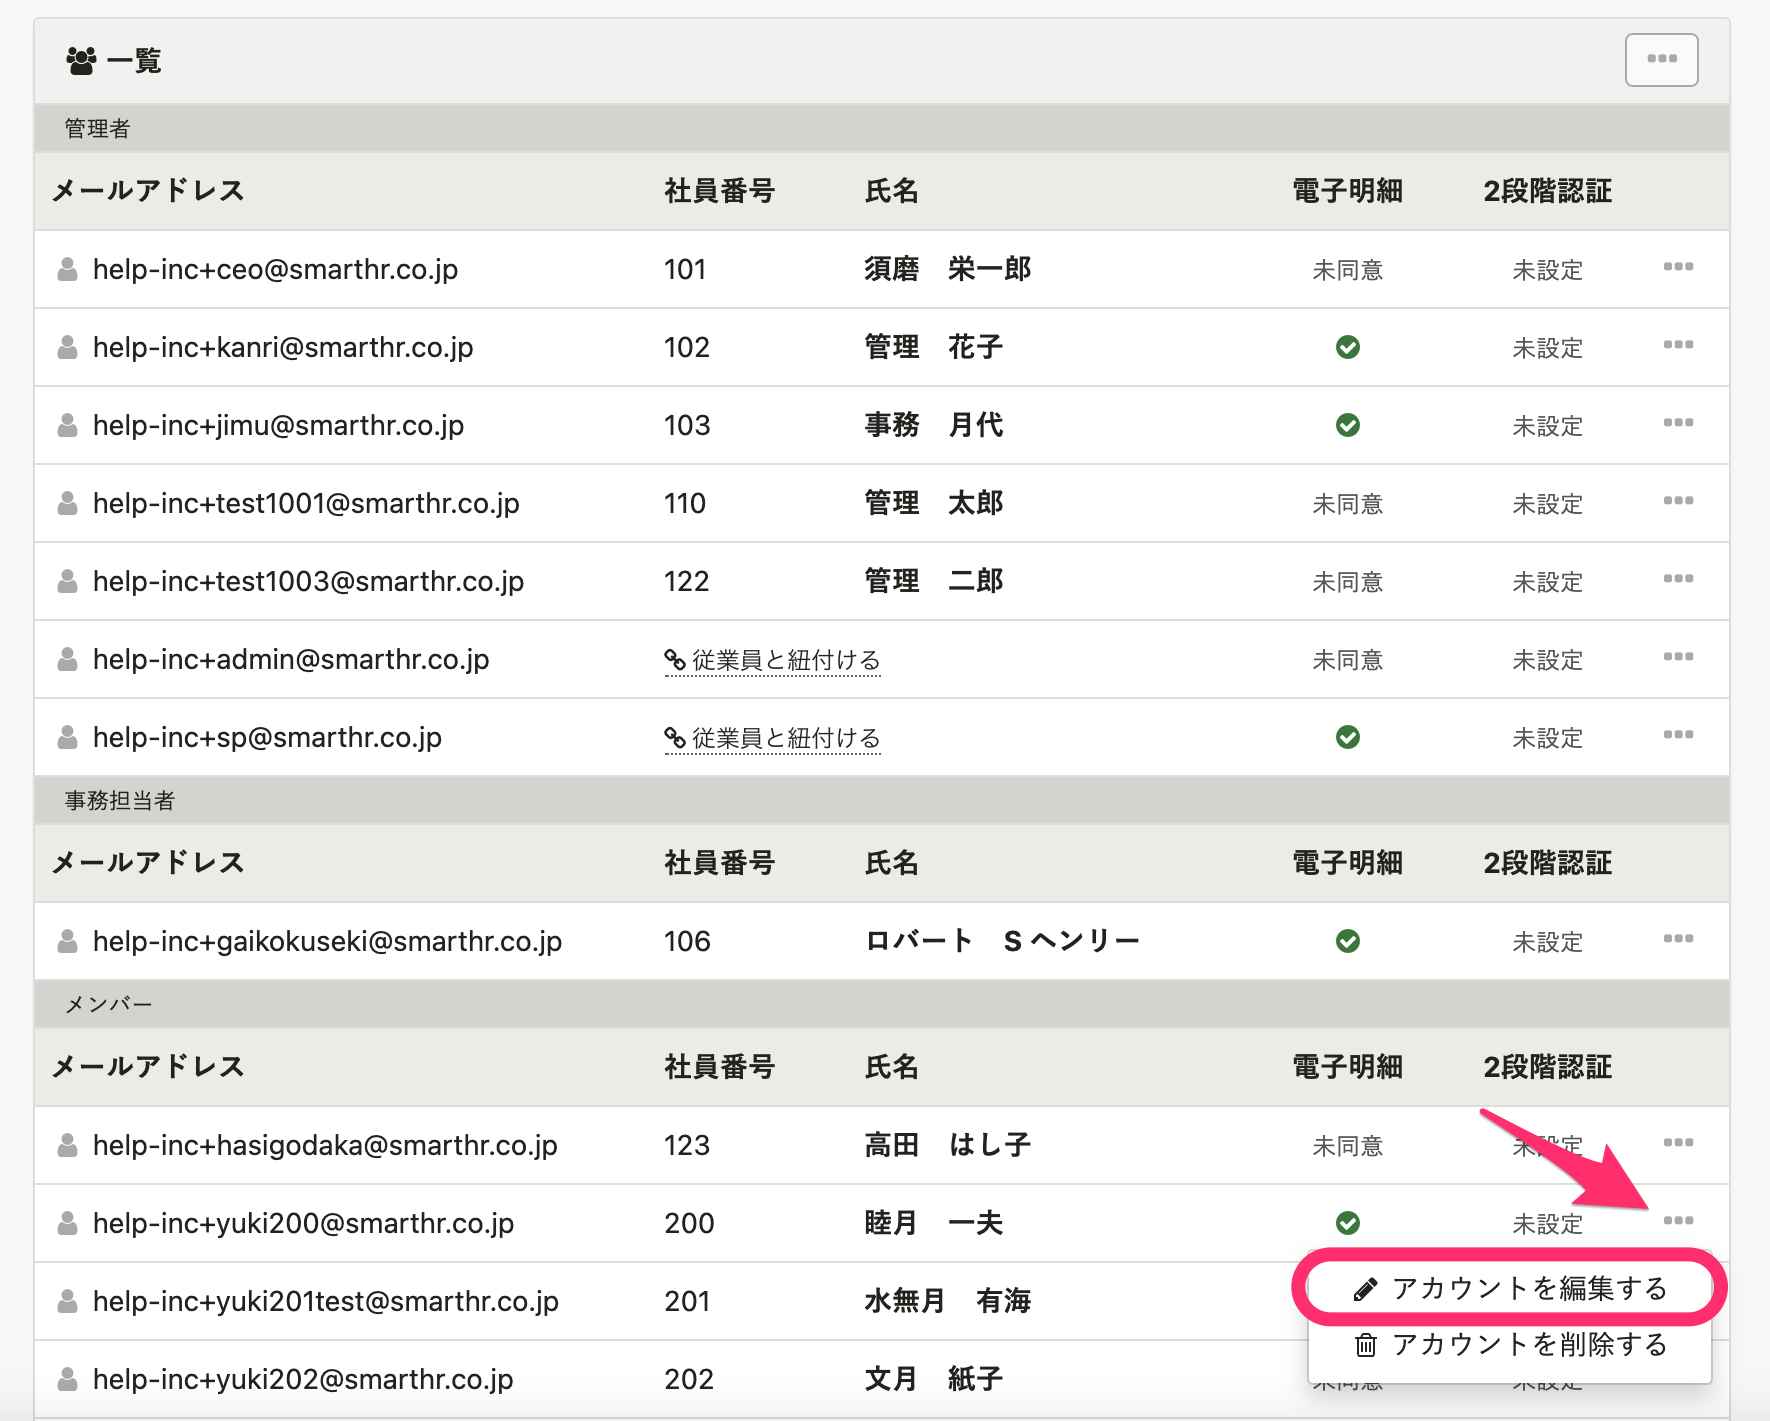 一覧
管理者
メールアドレス 社員番号 氏名 電子明細 2段階認証
help-inc+ceo@smarthr.co.jp 101 須磨　栄一郎 未同意 未設定
help-inc+kanri@smarthr.co.jp 102 管理　花子 未設定
help-inc+jimu@smarthr.co.jp 103 事務　月代 未設定
help-inc+test1001@smarthr.co.jp 110 管理　太郎 未同意 未設定
help-inc+test1003@smarthr.co.jp 122 管理　二郎 未同意 未設定
help-inc+admin@smarthr.co.jp 従業員と紐付ける 未同意 未設定
help-inc+sp@smarthr.co.jp 従業員と紐付ける 未設定
事務担当者
メールアドレス 社員番号 氏名 電子明細 2段階認証
help-inc+gaikokuseki@smarthr.co.jp 106 ロバート　S ヘンリー 未設定
メンバー
メールアドレス 社員番号 氏名 電子明細 2段階認証
help-inc+hasigodaka@smarthr.co.jp 123 高田　はし子 未同意 未設定
help-inc+yuki200@smarthr.co.jp 200 睦月　一夫 未設定
help-inc+yuki201test@smarthr.co.jp 201 水無月　有海
アカウントを編集する
アカウントを削除する
help-inc+yuki202@smarthr.co.jp 202 文月　紙子 未同意 未設定